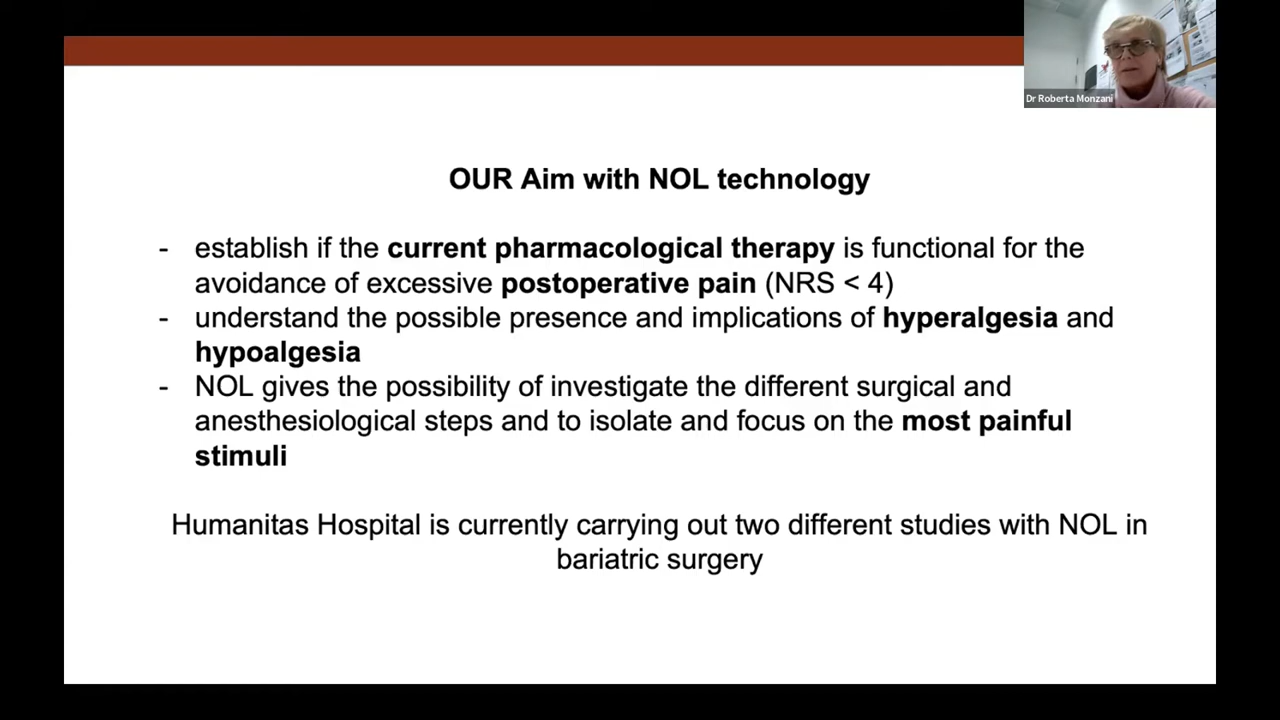 Dr Roberta Monzani
OUR Aim with NOL technology
- establish if the current pharmacological therapy is functional for the
avoidance of excessive postoperative pain (NRS < 4)
- understand the possible presence and implications of hyperalgesia and
hypoalgesia
- NOL gives the possibility of investigate the different surgical and
anesthesiological steps and to isolate and focus on the most painful
stimuli
Humanitas Hospital is currently carrying out two different studies with NOL in
bariatric surgery